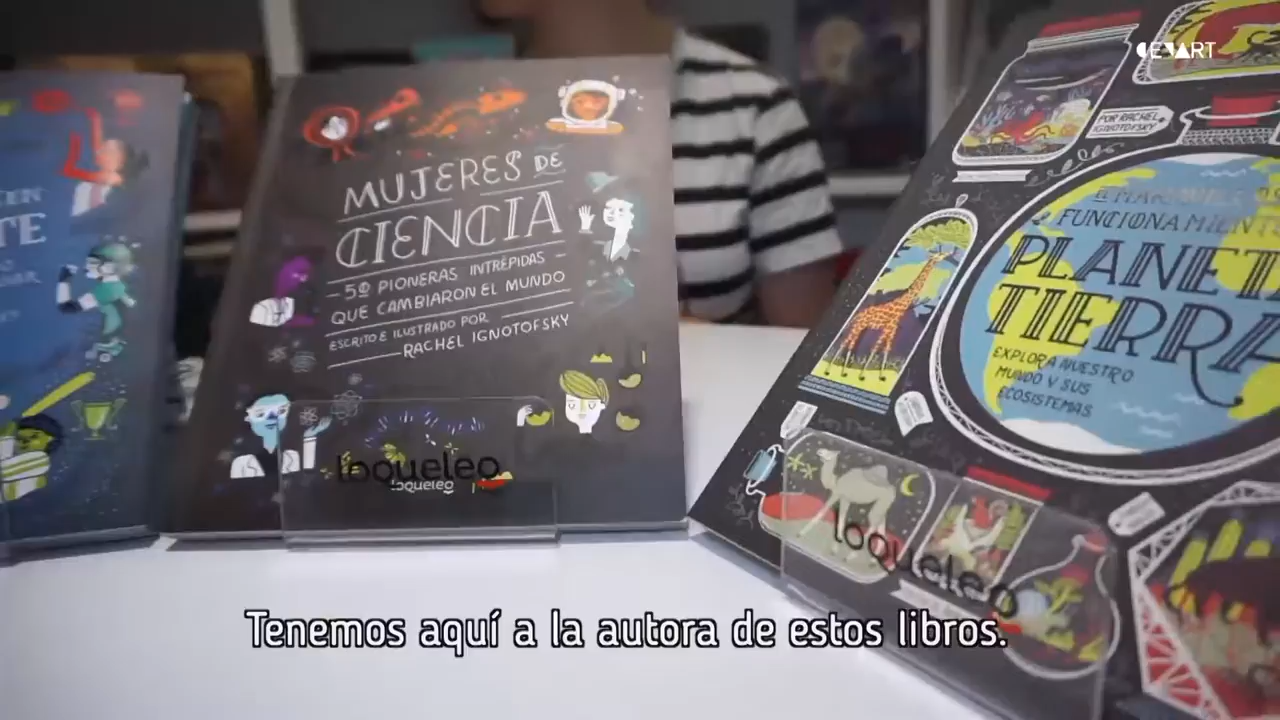 CENART
MUJERES DE
CIENCIA
50 PIONERAS INTRÉPIDAS
QUE CAMBIARON EL MUNDO
ESCRITO E ILUSTRADO POR
RACHEL IGNOTOFSKY
loqueleo
loqueleo
POR RACHEL
IGNOTOFSKY
FUNCIONAMIENTO
PLANETA
TIERRA
EXPLORA NUESTRO
MUNDO Y SUS
ECOSISTEMAS
loqueleo
Tenemos aquí a la autora de estos libros.